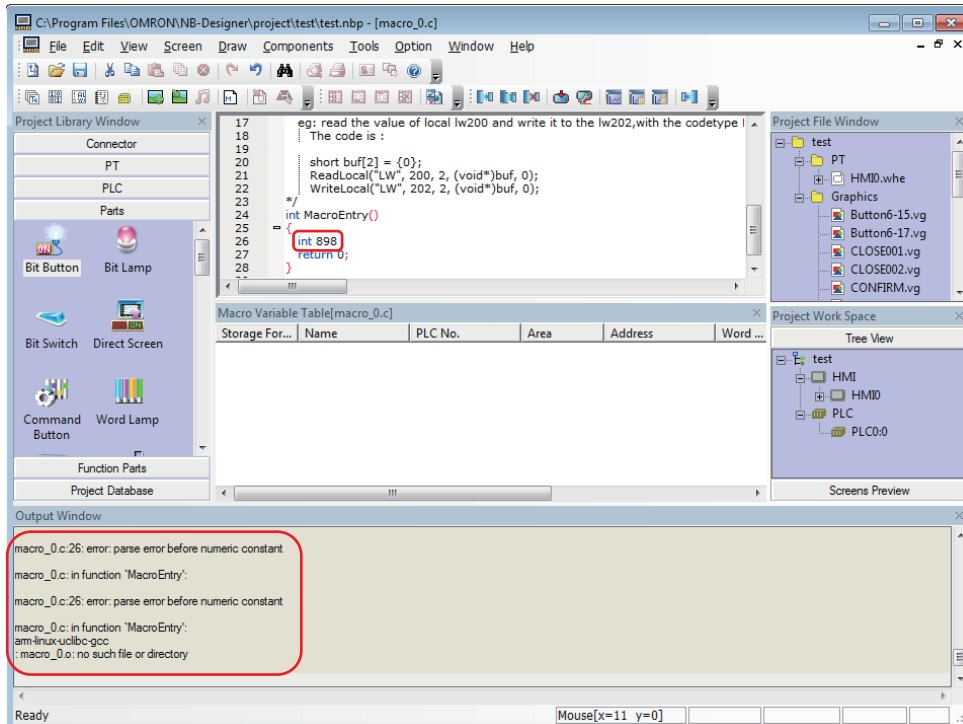 C:\Program Files\OMRON\NB-Designer\project\test\test.nbp - [macro_0.c]
File Edit View Screen Draw Components Tools Option Window Help
Project Library Window
Connector
PT
PLC
Parts
Bit Button Bit Lamp
Bit Switch Direct Screen
Command Button Word Lamp
Function Parts
Project Database
17 eg: read the value of local lw200 and write it to the lw202,with the codetype
18 The code is :
19
20 short buf[2] = {0};
21 ReadLocal("LW", 200, 2, (void*)buf, 0);
22 WriteLocal("LW", 202, 2, (void*)buf, 0);
23 */
24 int MacroEntry()
25 {
26 int 898
27 return 0;
28 }
Macro Variable Table[macro_0.c]
Storage For... Name PLC No. Area Address Word ...
Project File Window
test
PT
HMI0.whe
Graphics
Button6-15.vg
Button6-17.vg
CLOSE001.vg
CLOSE002.vg
CONFIRM.vg
Project Work Space
Tree View
test
HMI
HMI0
PLC
PLC0:0
Screens Preview
Output Window
macro_0.c:26: error: parse error before numeric constant
macro_0.c: in function `MacroEntry':
macro_0.c:26: error: parse error before numeric constant
macro_0.c: in function `MacroEntry':
arm-linux-uclibc-gcc
: macro_0.o: no such file or directory
Ready Mouse[x=11 y=0]